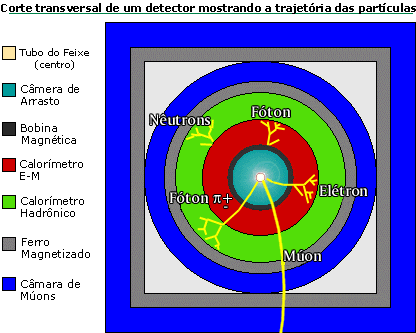 Corte transversal de um detector mostrando a trajetória das partículas
Tubo do Feixe
(centro)
Câmera de
Arrasto
Bobina
Magnética
Calorímetro
E-M
Calorímetro
Hadrônico
Ferro
Magnetizado
Câmara de
Múons
Nêutrons
Fóton
Elétron
Fóton π±
Múon